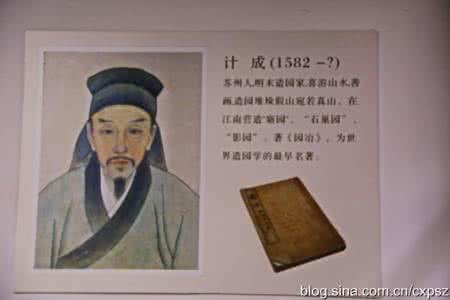 计 成(1582-?)
苏州人,明末造园家,喜游山水,善
画,造园堆垛假山宛若真山。在
江南营造“寤园”、“石巢园”、
“影园”。著《园冶》，为世
界造园学的最早名著。
blog.sina.com.cn/cxpsz